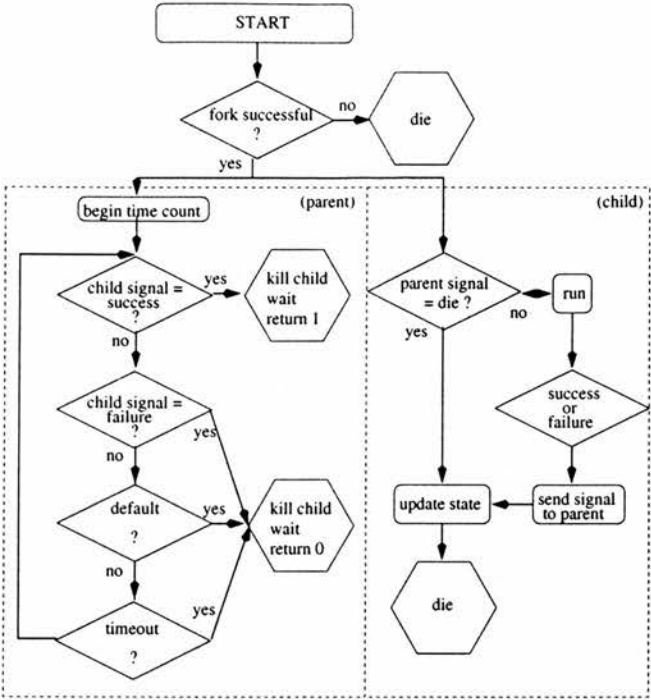 START
fork successful
?
no
die
yes
(parent)
begin time count
child signal =
success
?
yes
kill child
wait
return 1
no
child signal =
failure
?
yes
no
default
?
yes
kill child
wait
return 0
no
timeout
?
yes
(child)
parent signal
= die ?
no
run
yes
success
or
failure
send signal
to parent
update state
die